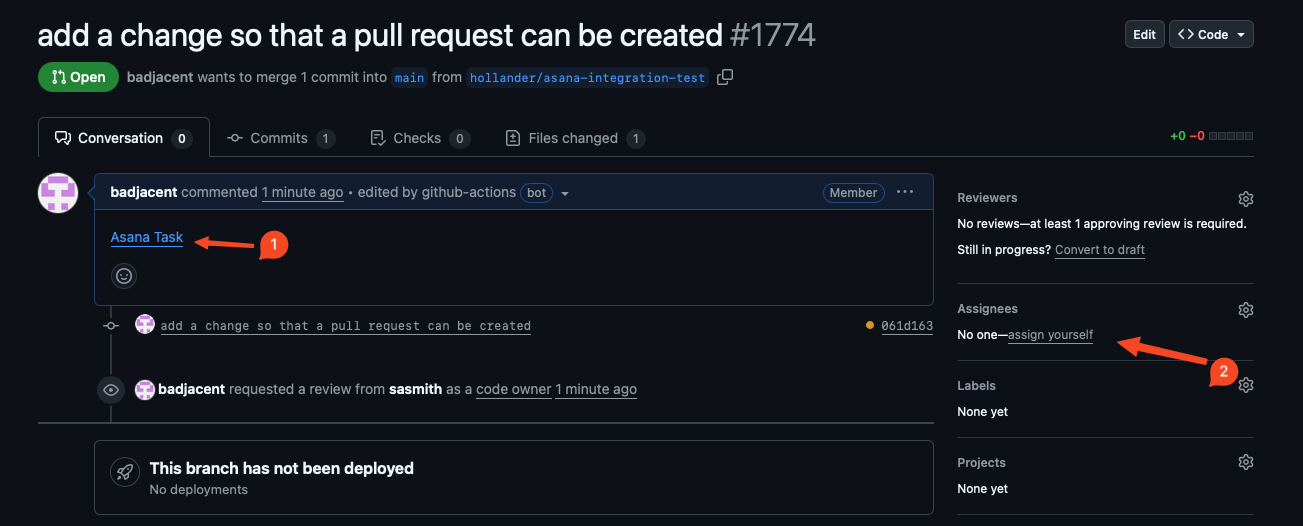 add a change so that a pull request can be created #1774
Edit
Code
Open
badjacent wants to merge 1 commit into main from hollander/asana-integration-test
Conversation 0
Commits 1
Checks 0
Files changed 1
+0 −0
badjacent commented 1 minute ago • edited by github-actions bot
Member
Asana Task
1
add a change so that a pull request can be created
061d163
badjacent requested a review from sasmith as a code owner 1 minute ago
This branch has not been deployed
No deployments
Reviewers
No reviews—at least 1 approving review is required.
Still in progress? Convert to draft
Assignees
No one—assign yourself
2
Labels
None yet
Projects
None yet